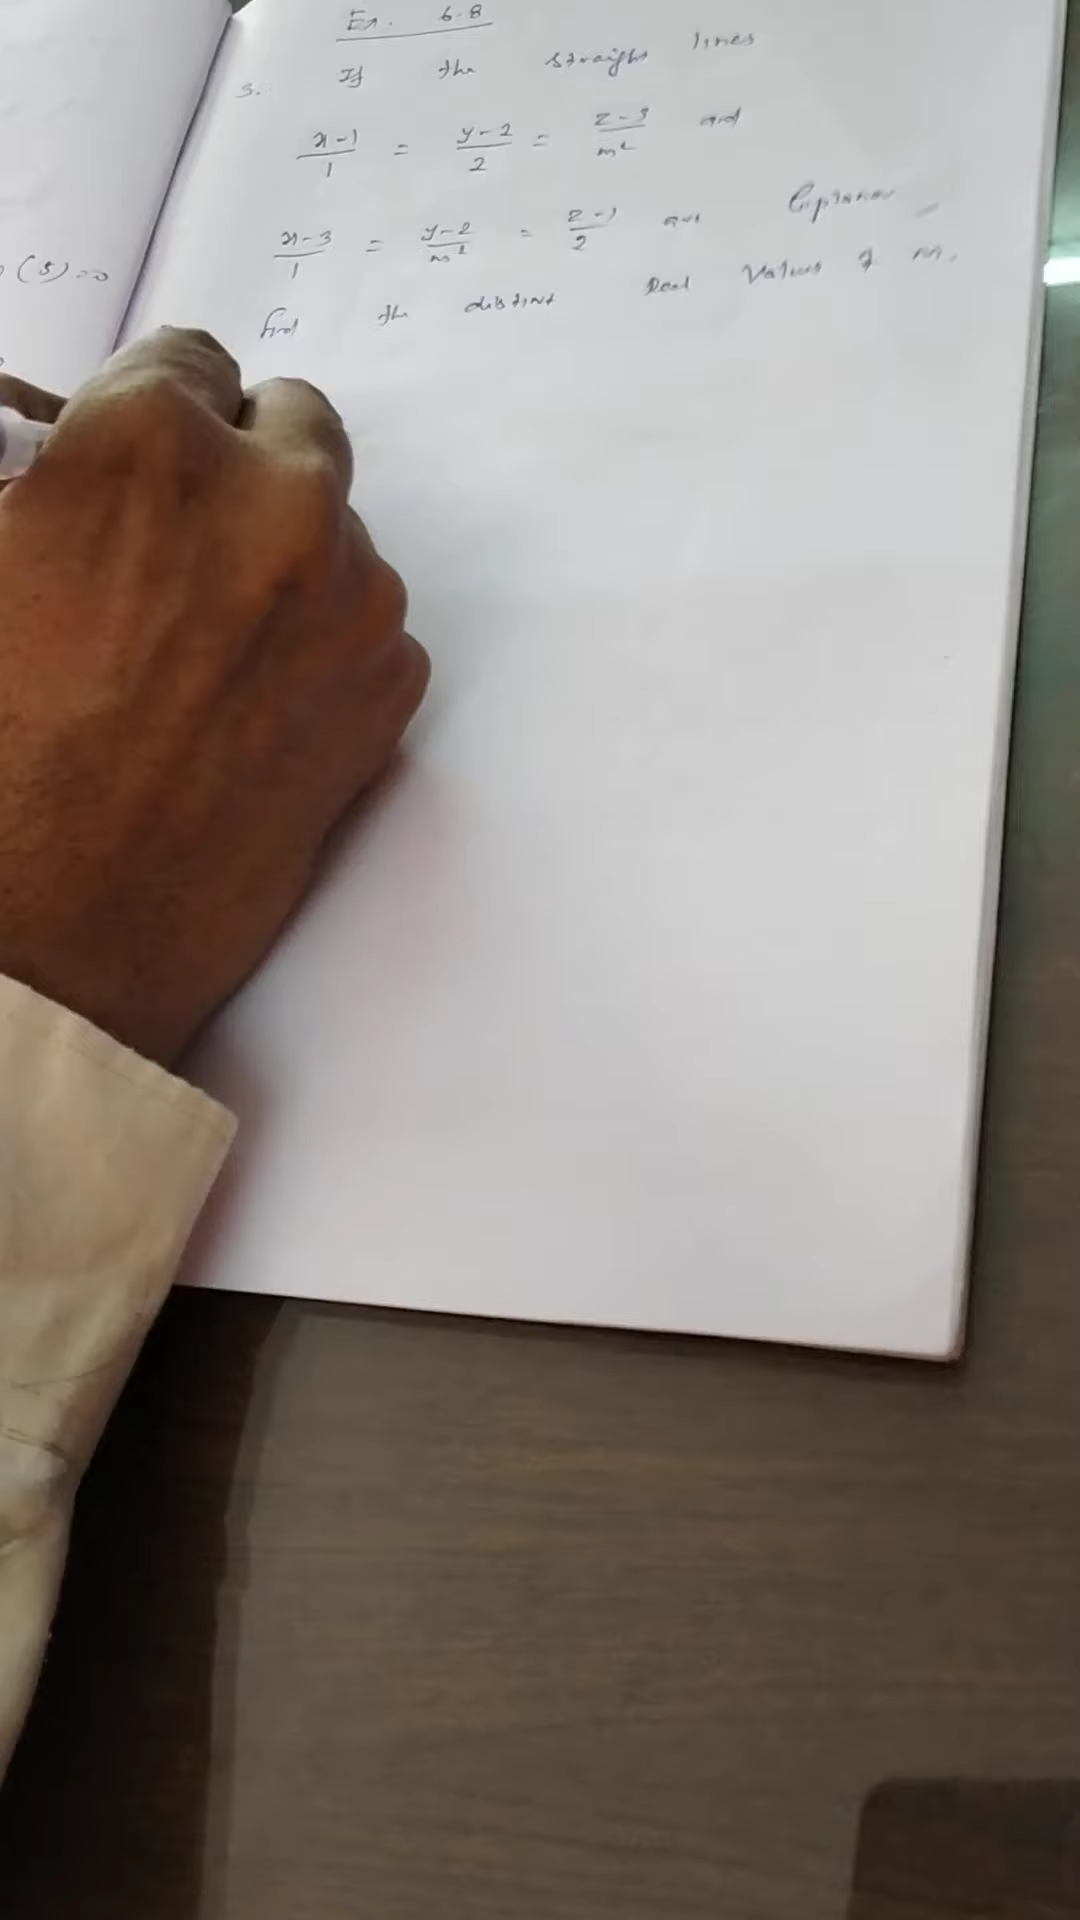 Ex. 6.8
3. If the straight lines
x-1/1 = y-2/2 = z-3/m² and
x-3/1 = y-2/m² = z-1/2 are Coplanar
find the distinct real values of m.
(5)=0